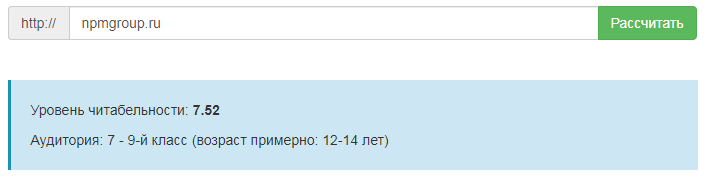 http:// npmgroup.ru Рассчитать
Уровень читабельности: 7.52
Аудитория: 7 - 9-й класс (возраст примерно: 12-14 лет)